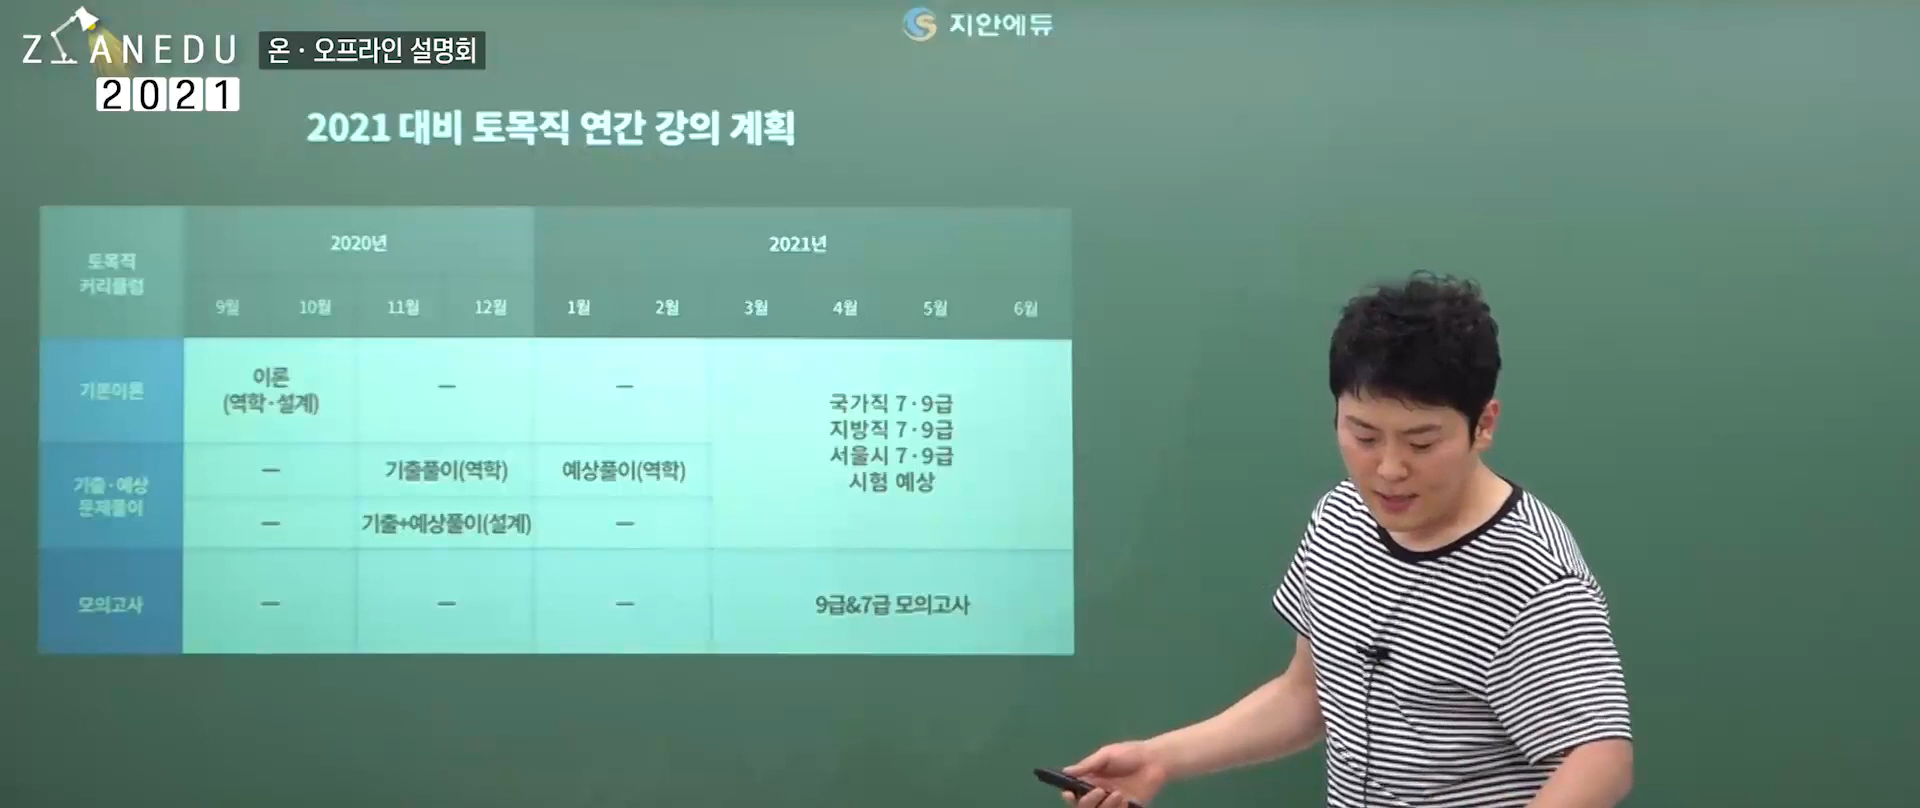 ZIANEDU 온·오프라인 설명회
2021
지안에듀
2021 대비 토목직 연간 강의 계획
토목직
커리큘럼
2020년
2021년
9월 10월 11월 12월 1월 2월 3월 4월 5월 6월
기본이론
이론
(역학·설계)
—
—
국가직 7·9급
지방직 7·9급
서울시 7·9급
시험 예상
기출·예상
문제풀이
—
기출풀이(역학)
예상풀이(역학)
—
기출+예상풀이(설계)
—
모의고사
—
—
—
9급&7급 모의고사